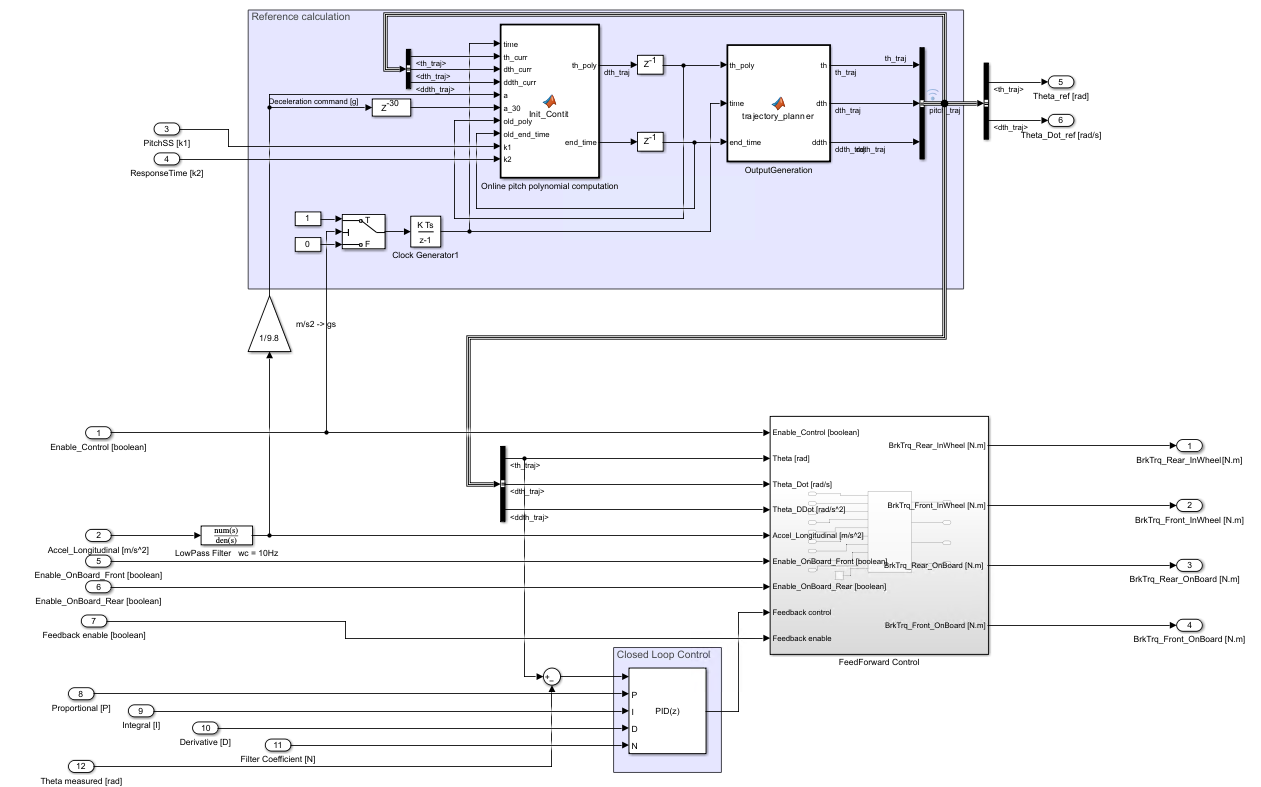 Reference calculation
time
th_curr
dth_curr
ddth_curr
a
a_30
old_poly
old_end_time
k1
k2
th_poly
end_time
Init_Contit
Online pitch polynomial computation
<th_traj>
<dth_traj>
<ddth_traj>
Deceleration command [g]
z-30
3
PitchSS [k1]
4
ResponseTime [k2]
dth_traj
z-1
z-1
th_poly
time
end_time
trajectory_planner
th
dth
ddth
OutputGeneration
th_traj
th_traj
dth_traj
ddth_traj
ddth_traj
pitch_traj
<th_traj>
<dth_traj>
5
Theta_ref [rad]
6
Theta_Dot_ref [rad/s]
1
0
T
F
K Ts
z-1
Clock Generator1
1/9.8
m/s2 -> gs
1
Enable_Control [boolean]
2
Accel_Longitudinal [m/s^2]
num(s)
den(s)
LowPass Filter wc = 10Hz
5
Enable_OnBoard_Front [boolean]
6
Enable_OnBoard_Rear [boolean]
7
Feedback enable [boolean]
<th_traj>
<dth_traj>
<ddth_traj>
Enable_Control [boolean]
Theta [rad]
Theta_Dot [rad/s]
Theta_DDot [rad/s^2]
Accel_Longitudinal [m/s^2]
Enable_OnBoard_Front [boolean]
Enable_OnBoard_Rear [boolean]
Feedback control
Feedback enable
BrkTrq_Rear_InWheel [N.m]
BrkTrq_Front_InWheel [N.m]
BrkTrq_Rear_OnBoard [N.m]
BrkTrq_Front_OnBoard [N.m]
FeedForward Control
1
BrkTrq_Rear_InWheel[N.m]
2
BrkTrq_Front_InWheel [N.m]
3
BrkTrq_Rear_OnBoard [N.m]
4
BrkTrq_Front_OnBoard [N.m]
Closed Loop Control
+
−
P
I
D
N
PID(z)
8
Proportional [P]
9
Integral [I]
10
Derivative [D]
11
Filter Coefficient [N]
12
Theta measured [rad]